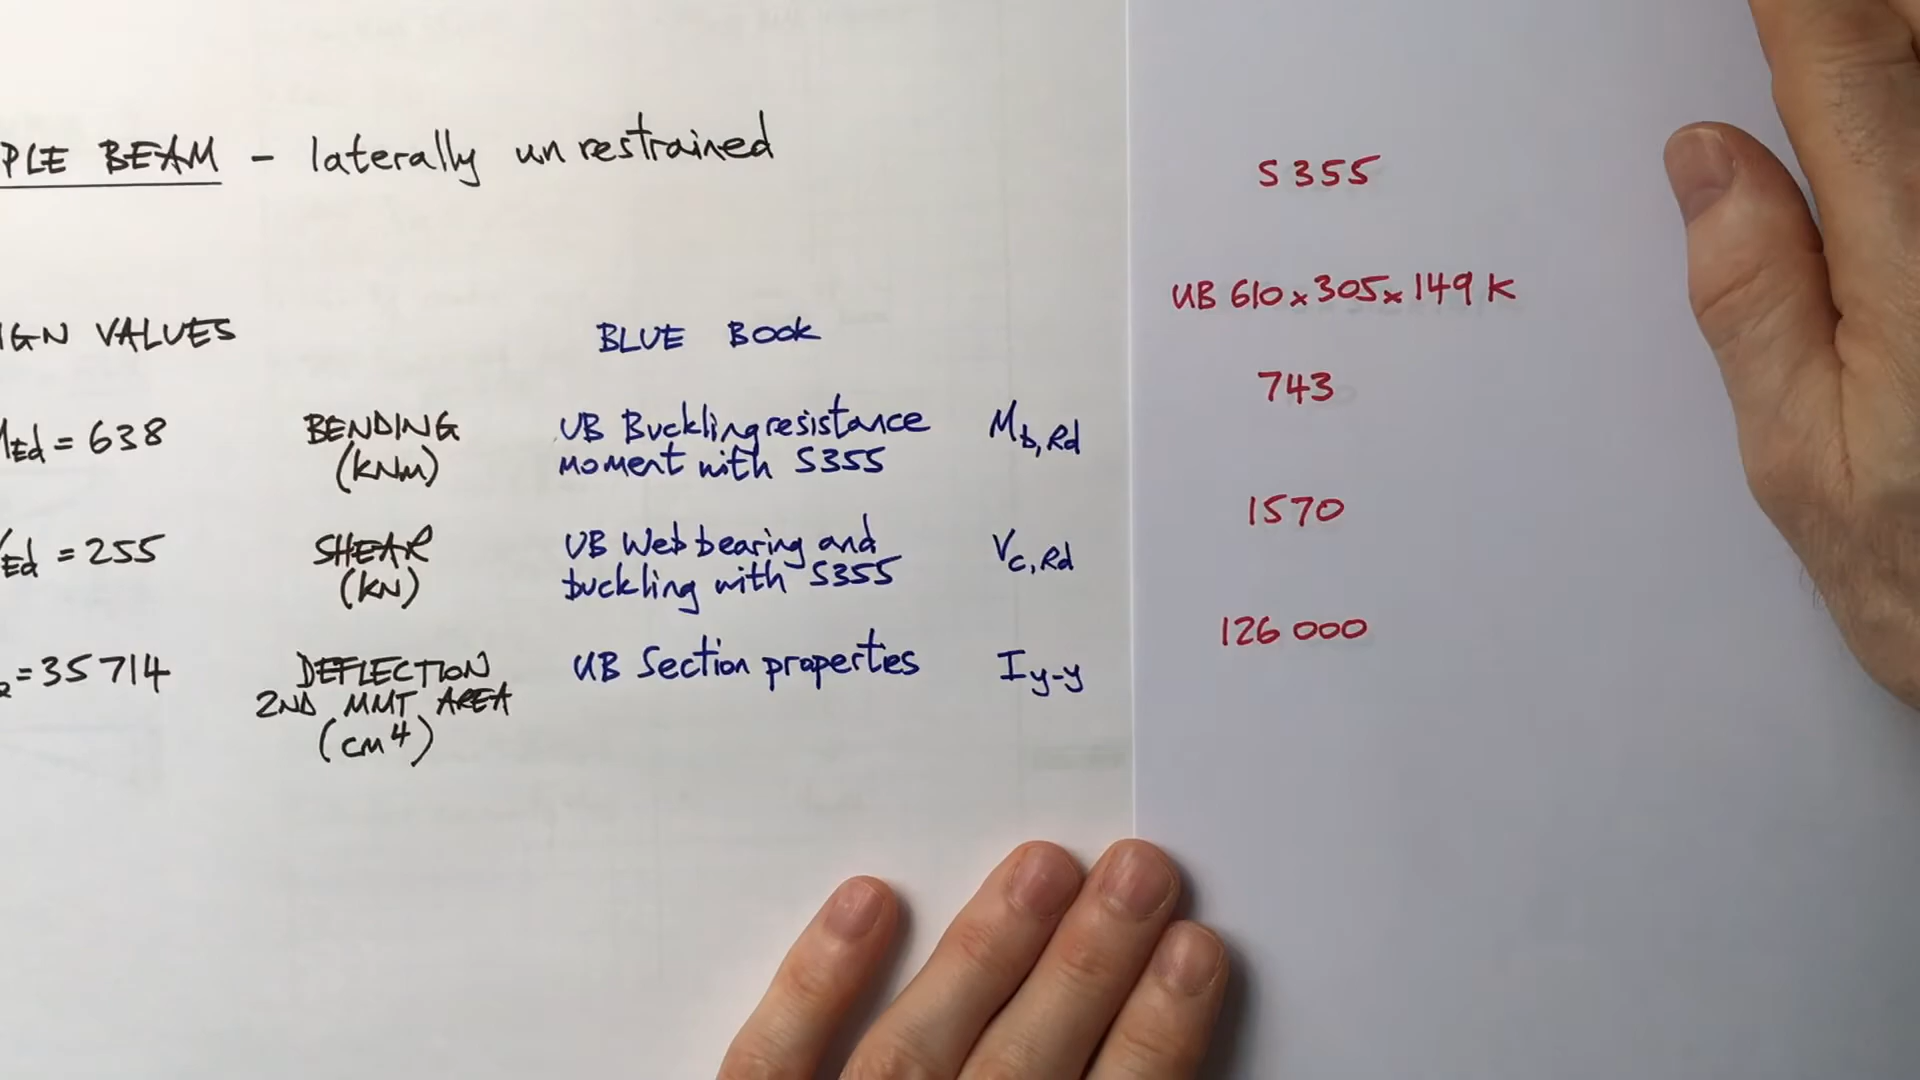 PLE BEAM - laterally unrestrained
S355
UB 610 x 305 x 149 K
IGN VALUES
BLUE BOOK
743
MEd = 638
BENDING
(kNm)
UB Buckling resistance
moment with S355
Mb,Rd
1570
VEd = 255
SHEAR
(kN)
UB Web bearing and
buckling with S355
Vc,Rd
126 000
= 35 714
DEFLECTION
2ND MMT AREA
(cm4)
UB Section properties
Iy-y